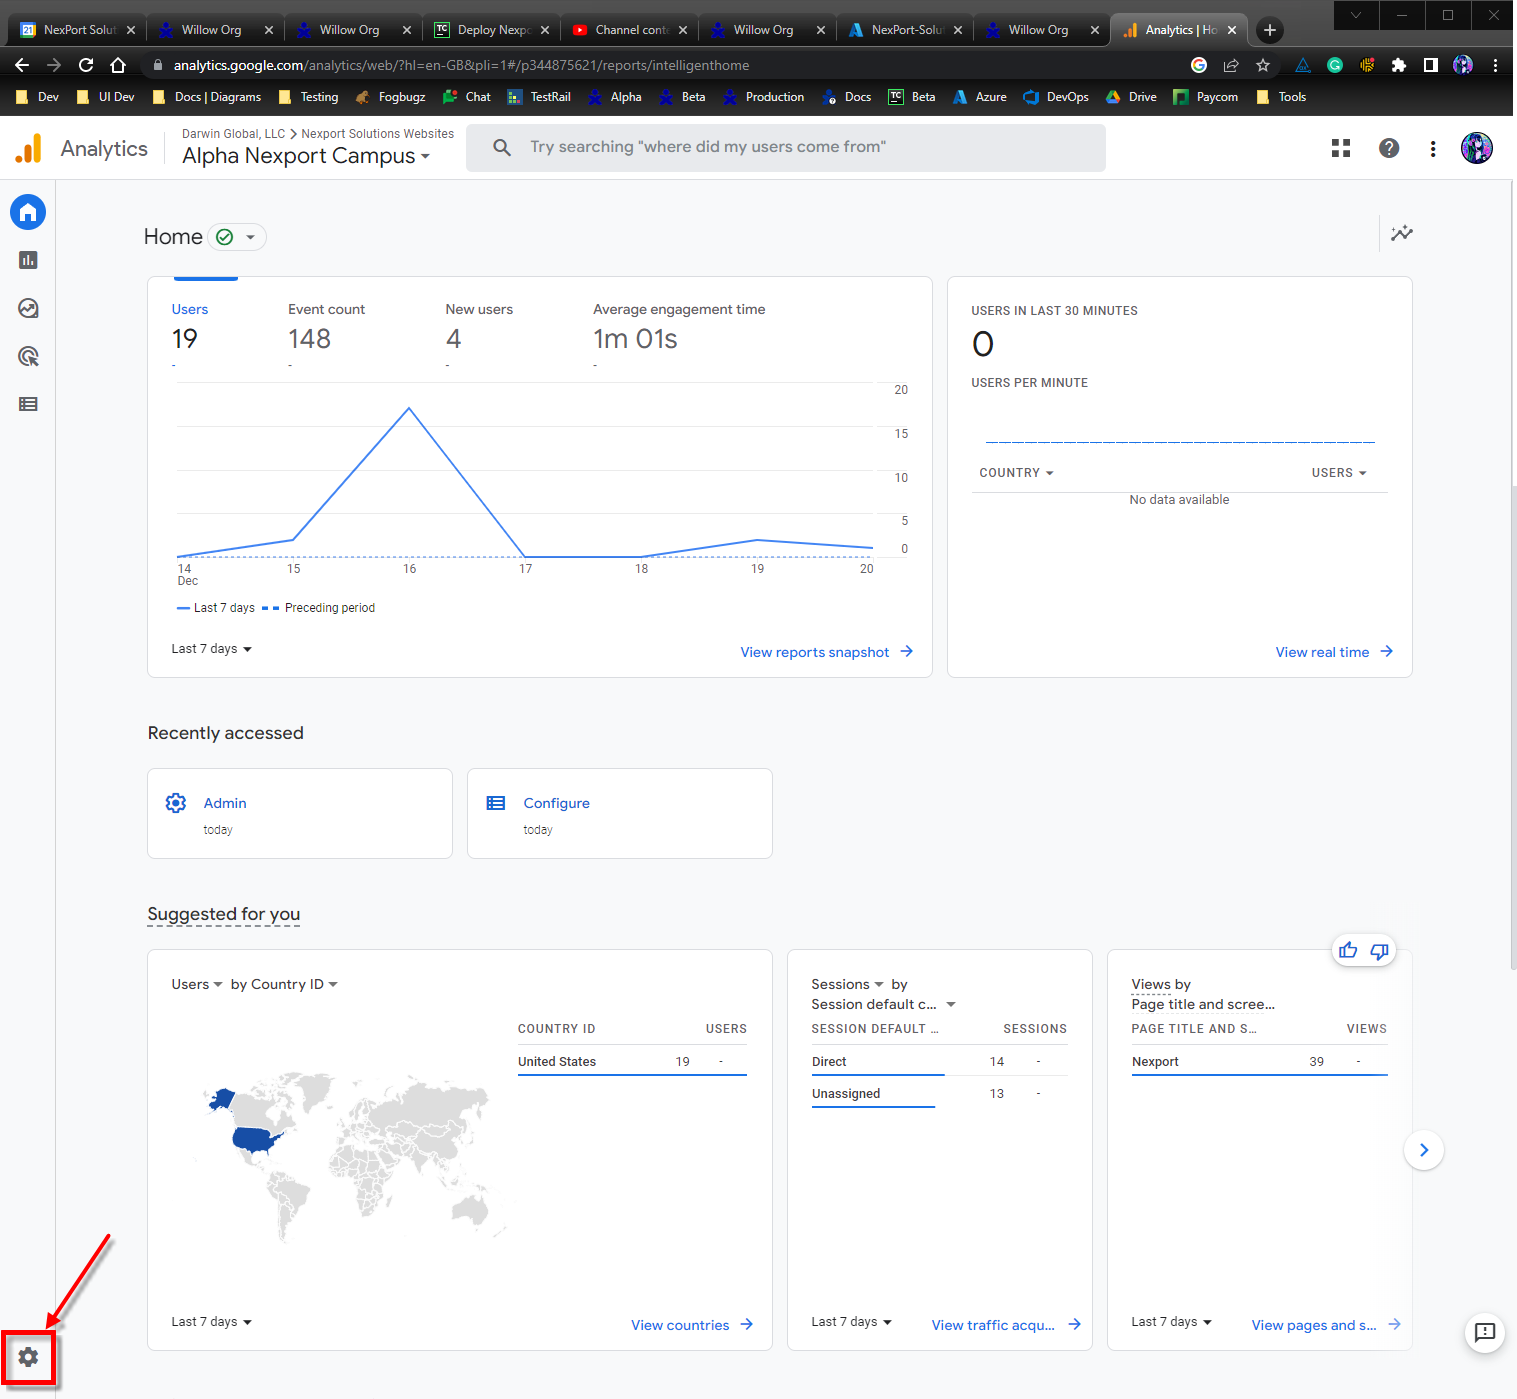 NexPort Solut
Willow Org
Willow Org
Deploy Nexpo
Channel conte
Willow Org
NexPort-Solut
Willow Org
Analytics | Ho
analytics.google.com/analytics/web/?hl=en-GB&pli=1#/p344875621/reports/intelligenthome
Dev
UI Dev
Docs | Diagrams
Testing
Fogbugz
Chat
TestRail
Alpha
Beta
Production
Docs
Beta
Azure
DevOps
Drive
Paycom
Tools
Analytics
Darwin Global, LLC > Nexport Solutions Websites
Alpha Nexport Campus
Try searching "where did my users come from"
Home
Users
19
-
Event count
148
-
New users
4
-
Average engagement time
1m 01s
-
20
15
10
5
0
14
Dec
15
16
17
18
19
20
Last 7 days
Preceding period
Last 7 days
View reports snapshot
USERS IN LAST 30 MINUTES
0
USERS PER MINUTE
COUNTRY
USERS
No data available
View real time
Recently accessed
Admin
today
Configure
today
Suggested for you
Users by Country ID
COUNTRY ID USERS
United States 19 -
Last 7 days
View countries
Sessions by
Session default c...
SESSION DEFAULT ... SESSIONS
Direct 14 -
Unassigned 13 -
Last 7 days
View traffic acqu...
Views by
Page title and scree...
PAGE TITLE AND S... VIEWS
Nexport 39 -
Last 7 days
View pages and s...